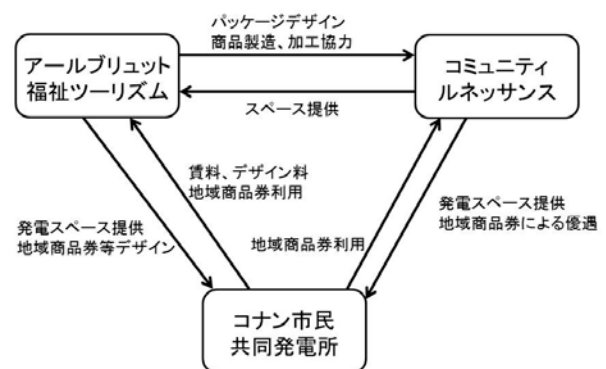 パッケージデザイン
商品製造、加工協力
アールブリュット
福祉ツーリズム
コミュニティ
ルネッサンス
スペース提供
賃料、デザイン料
地域商品券利用
発電スペース提供
地域商品券等デザイン
地域商品券利用
発電スペース提供
地域商品券による優遇
コナン市民
共同発電所